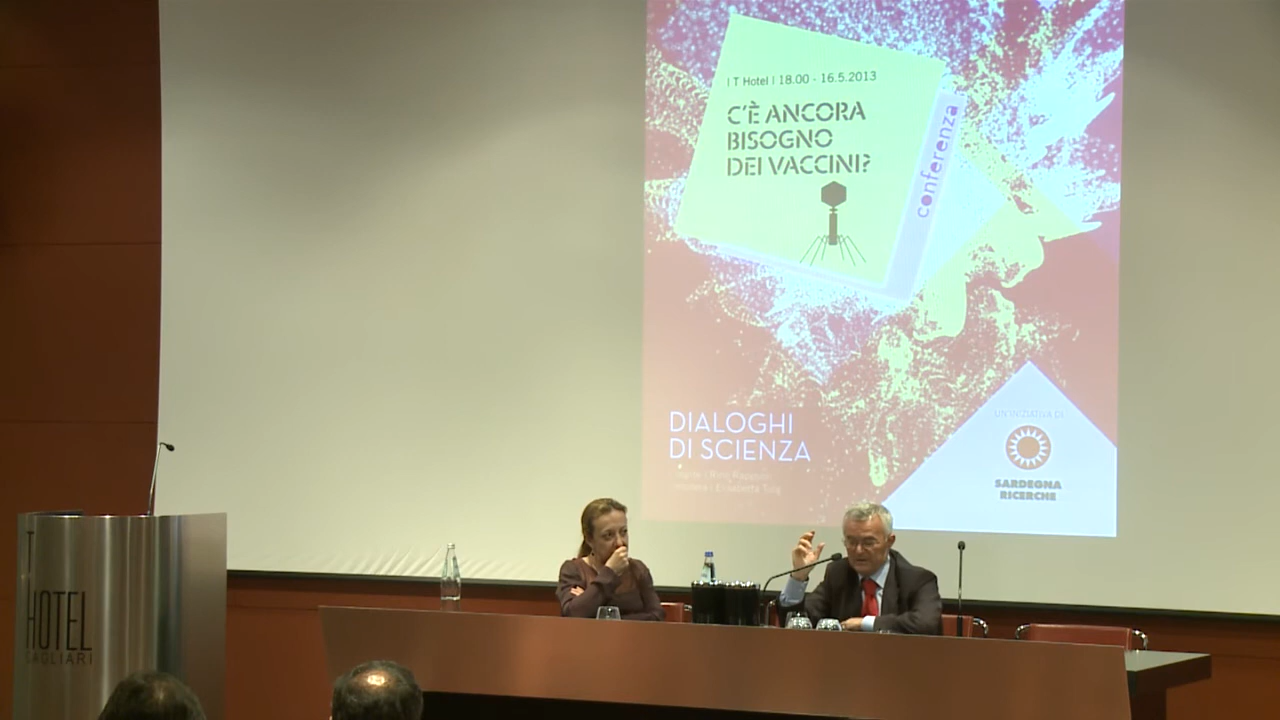 | T Hotel | 18.00 - 16.5.2013
C'È ANCORA
BISOGNO
DEI VACCINI?
conferenza
DIALOGHI
DI SCIENZA
UN'INIZIATIVA DI
SARDEGNA
RICERCHE
T
HOTEL
CAGLIARI